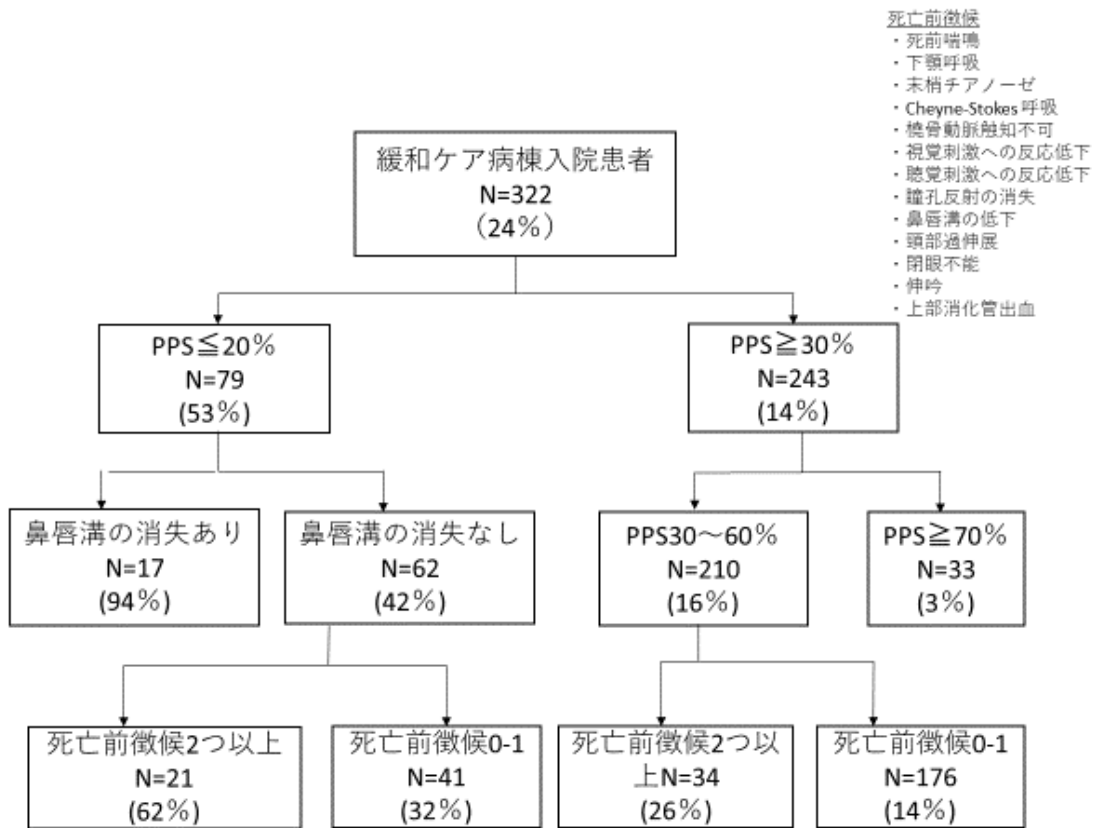 死亡前徴候
・死前喘鳴
・下顎呼吸
・末梢チアノーゼ
・Cheyne-Stokes 呼吸
・橈骨動脈触知不可
・視覚刺激への反応低下
・聴覚刺激への反応低下
・瞳孔反射の消失
・鼻唇溝の低下
・頸部過伸展
・閉眼不能
・呻吟
・上部消化管出血
緩和ケア病棟入院患者
N=322
(24%)
PPS≦20%
N=79
(53%)
PPS≧30%
N=243
(14%)
鼻唇溝の消失あり
N=17
(94%)
鼻唇溝の消失なし
N=62
(42%)
PPS30～60%
N=210
(16%)
PPS≧70%
N=33
(3%)
死亡前徴候2つ以上
N=21
(62%)
死亡前徴候0-1
N=41
(32%)
死亡前徴候2つ以
上N=34
(26%)
死亡前徴候0-1
N=176
(14%)